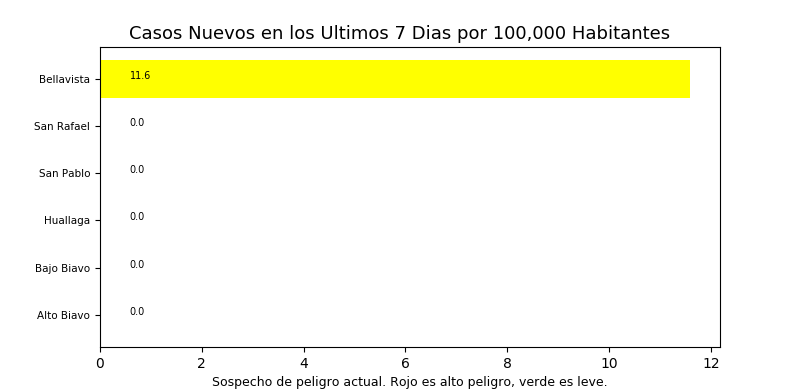 Casos Nuevos en los Ultimos 7 Dias por 100,000 Habitantes
Bellavista 11.6
San Rafael 0.0
San Pablo 0.0
Huallaga 0.0
Bajo Biavo 0.0
Alto Biavo 0.0
0 2 4 6 8 10 12
Sospecho de peligro actual. Rojo es alto peligro, verde es leve.